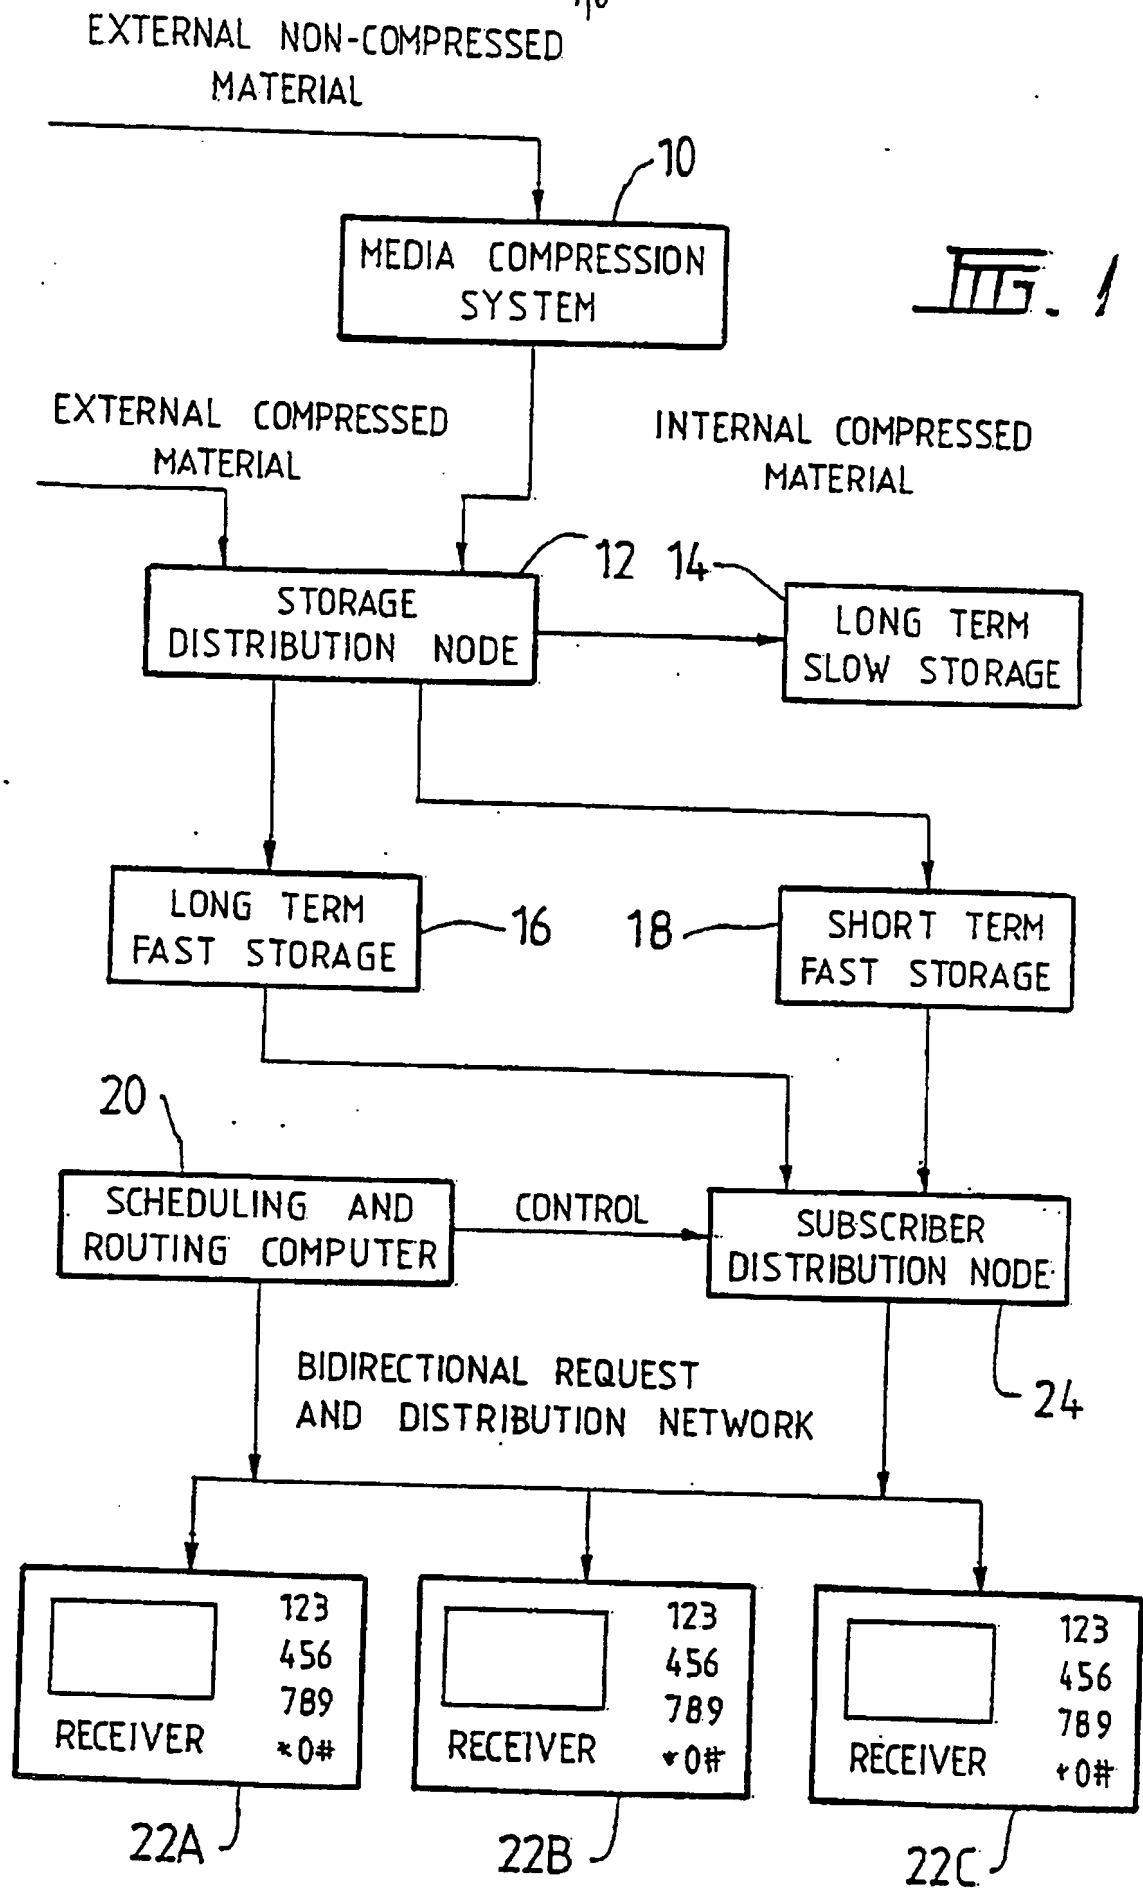 EXTERNAL NON-COMPRESSED
MATERIAL
10
MEDIA COMPRESSION
SYSTEM
FIG. 1
EXTERNAL COMPRESSED
MATERIAL
INTERNAL COMPRESSED
MATERIAL
12
14
STORAGE
DISTRIBUTION NODE
LONG TERM
SLOW STORAGE
LONG TERM
FAST STORAGE
16
18
SHORT TERM
FAST STORAGE
20
SCHEDULING AND
ROUTING COMPUTER
CONTROL
SUBSCRIBER
DISTRIBUTION NODE
24
BIDIRECTIONAL REQUEST
AND DISTRIBUTION NETWORK
123
456
789
*0#
RECEIVER
22A
123
456
789
*0#
RECEIVER
22B
123
456
789
*0#
RECEIVER
22C